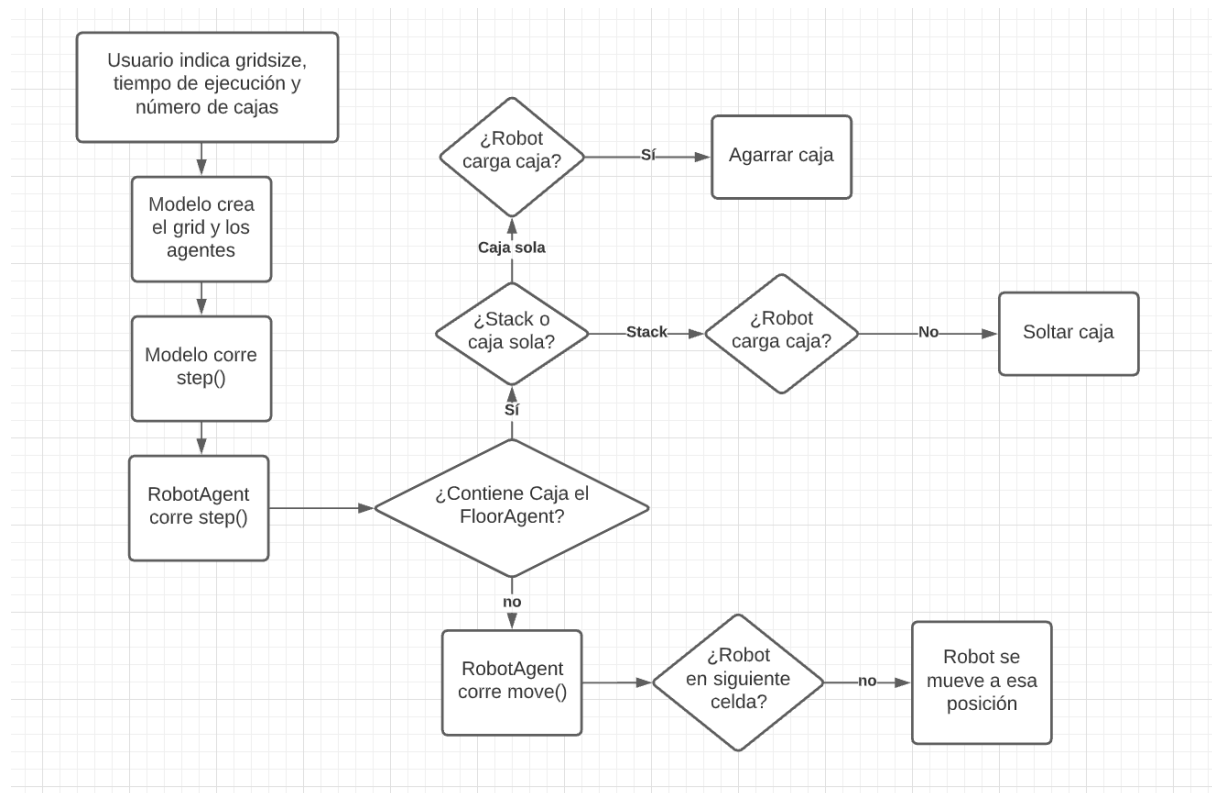 Usuario indica gridsize,
tiempo de ejecución y
número de cajas
Modelo crea
el grid y los
agentes
Modelo corre
step()
RobotAgent
corre step()
¿Contiene Caja el
FloorAgent?
Sí
¿Stack o
caja sola?
Caja sola
¿Robot
carga caja?
Sí
Agarrar caja
Stack
¿Robot
carga caja?
No
Soltar caja
no
RobotAgent
corre move()
¿Robot
en siguiente
celda?
no
Robot se
mueve a esa
posición